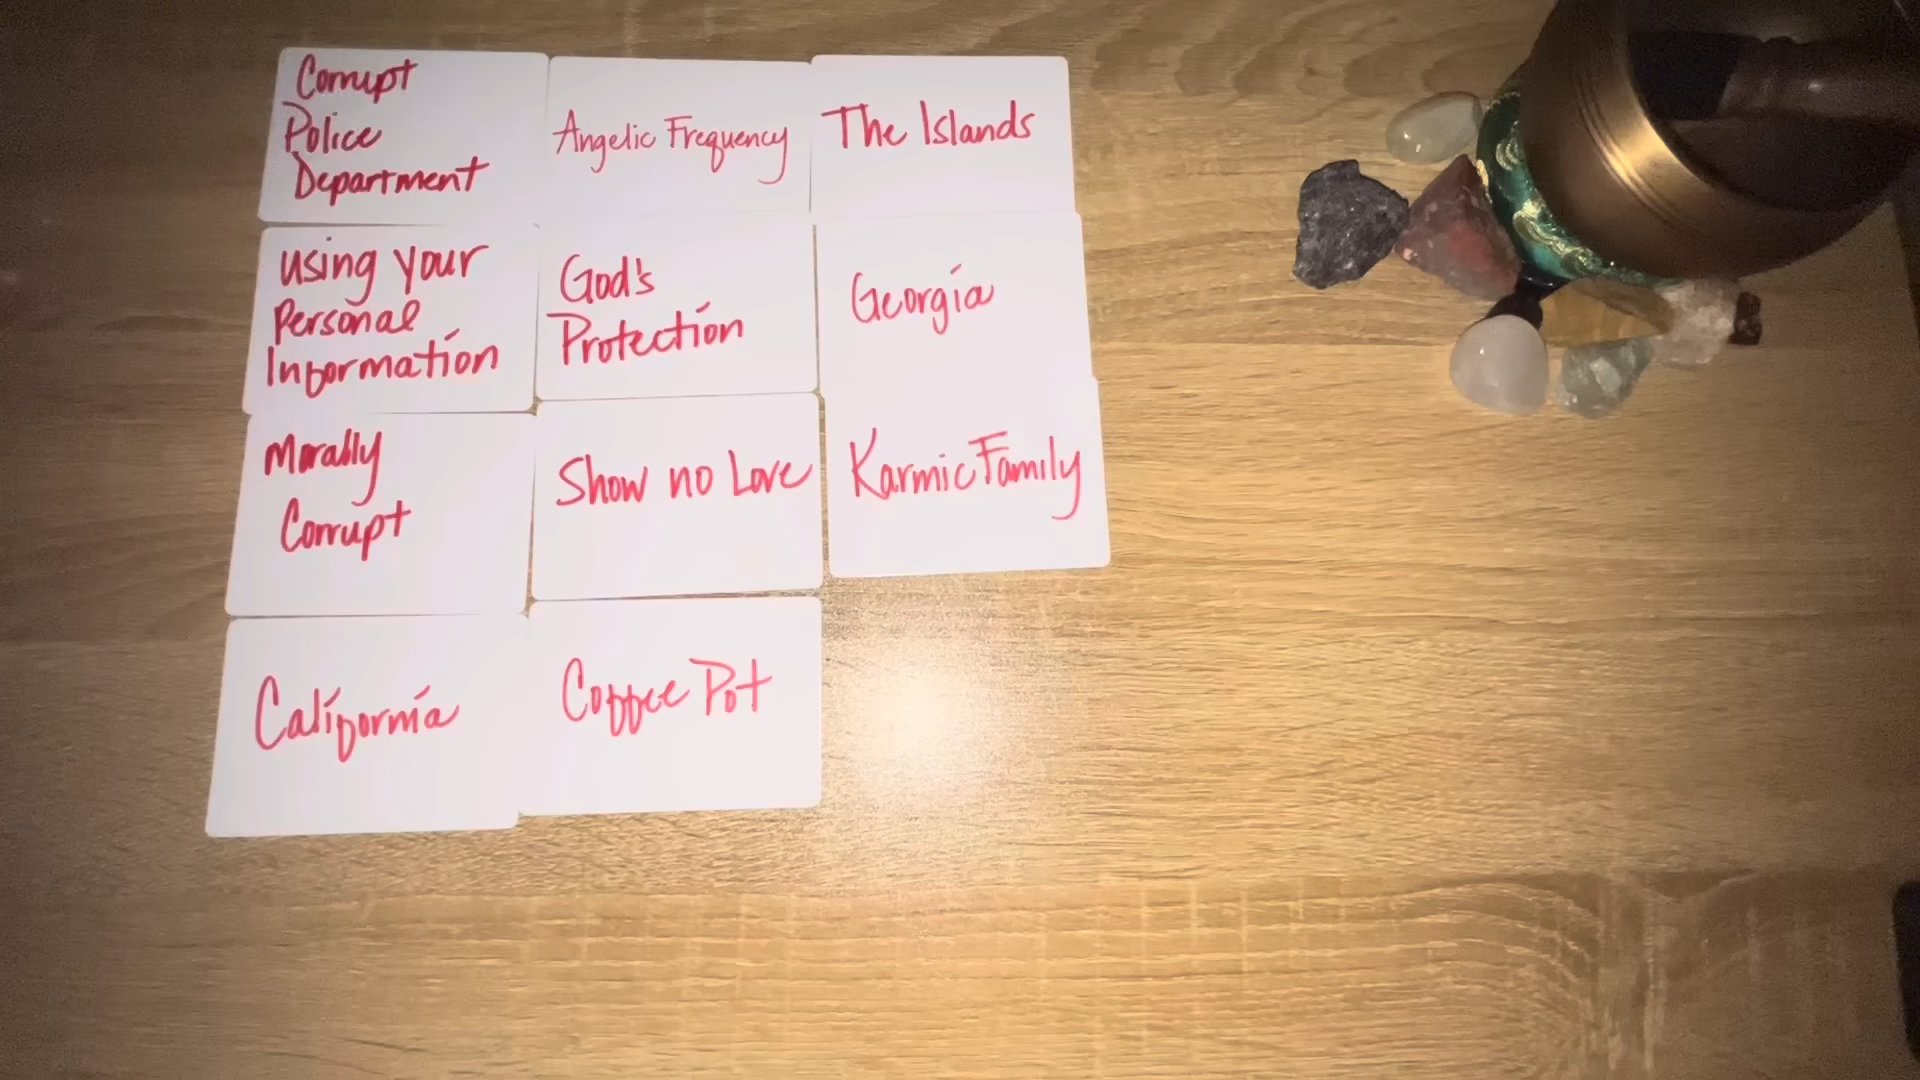 Corrupt
Police
Department
Angelic Frequency
The Islands
using your
Personal
Information
God's
Protection
Georgia
Morally
Corrupt
Show no Love
Karmic Family
California
Coffee Pot